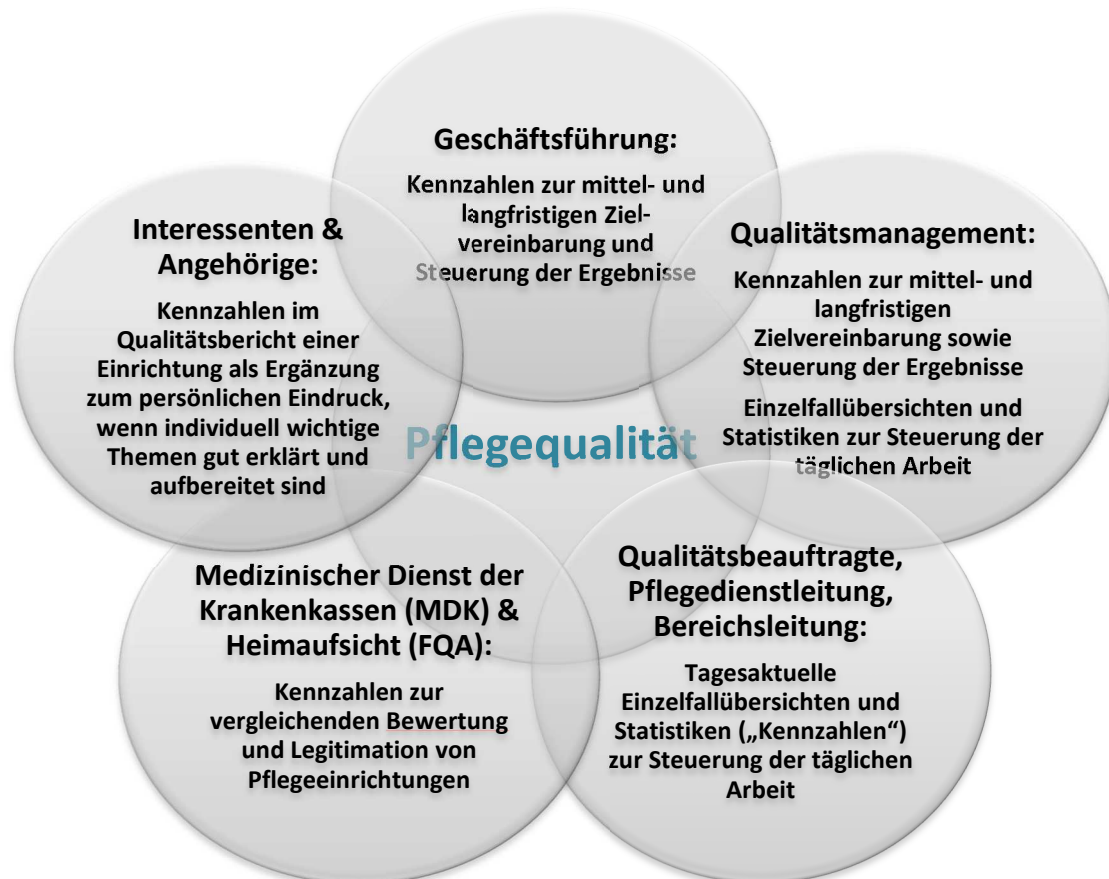 Geschäftsführung:
Kennzahlen zur mittel- und
langfristigen Ziel-
vereinbarung und
Steuerung der Ergebnisse
Qualitätsmanagement:
Kennzahlen zur mittel- und
langfristigen
Zielvereinbarung sowie
Steuerung der Ergebnisse
Einzelfallübersichten und
Statistiken zur Steuerung der
täglichen Arbeit
Qualitätsbeauftragte,
Pflegedienstleitung,
Bereichsleitung:
Tagesaktuelle
Einzelfallübersichten und
Statistiken („Kennzahlen“)
zur Steuerung der täglichen
Arbeit
Medizinischer Dienst der
Krankenkassen (MDK) &
Heimaufsicht (FQA):
Kennzahlen zur
vergleichenden Bewertung
und Legitimation von
Pflegeeinrichtungen
Interessenten &
Angehörige:
Kennzahlen im
Qualitätsbericht einer
Einrichtung als Ergänzung
zum persönlichen Eindruck,
wenn individuell wichtige
Themen gut erklärt und
aufbereitet sind
Pflegequalität